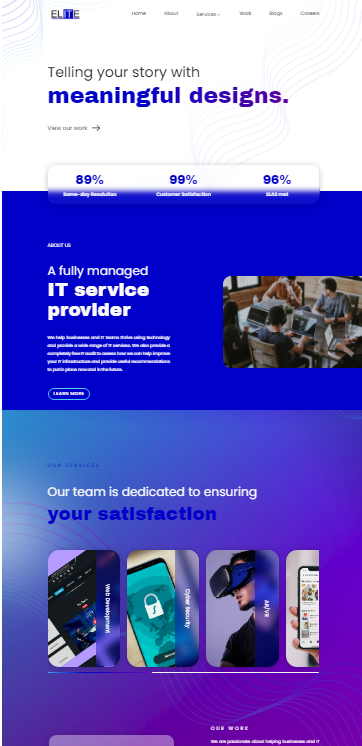 ELITE
Home About Services Work Blogs Careers
Telling your story with
meaningful designs.
View our work
89% 99% 96%
Same-day Resolution Customer Satisfaction SLAS met
ABOUT US
A fully managed
IT service
provider
We help businesses and IT Teams thrive using technology
and provide a wide range of IT services. We also provide a
completely free IT audit to assess how we can help improve
your IT infrastructure and provide useful recommendations
to put in place now and in the future.
LEARN MORE
OUR SERVICES
Our team is dedicated to ensuring
your satisfaction
Web Development
Cyber Security
AR/VR
OUR WORK
We are passionate about helping businesses and IT